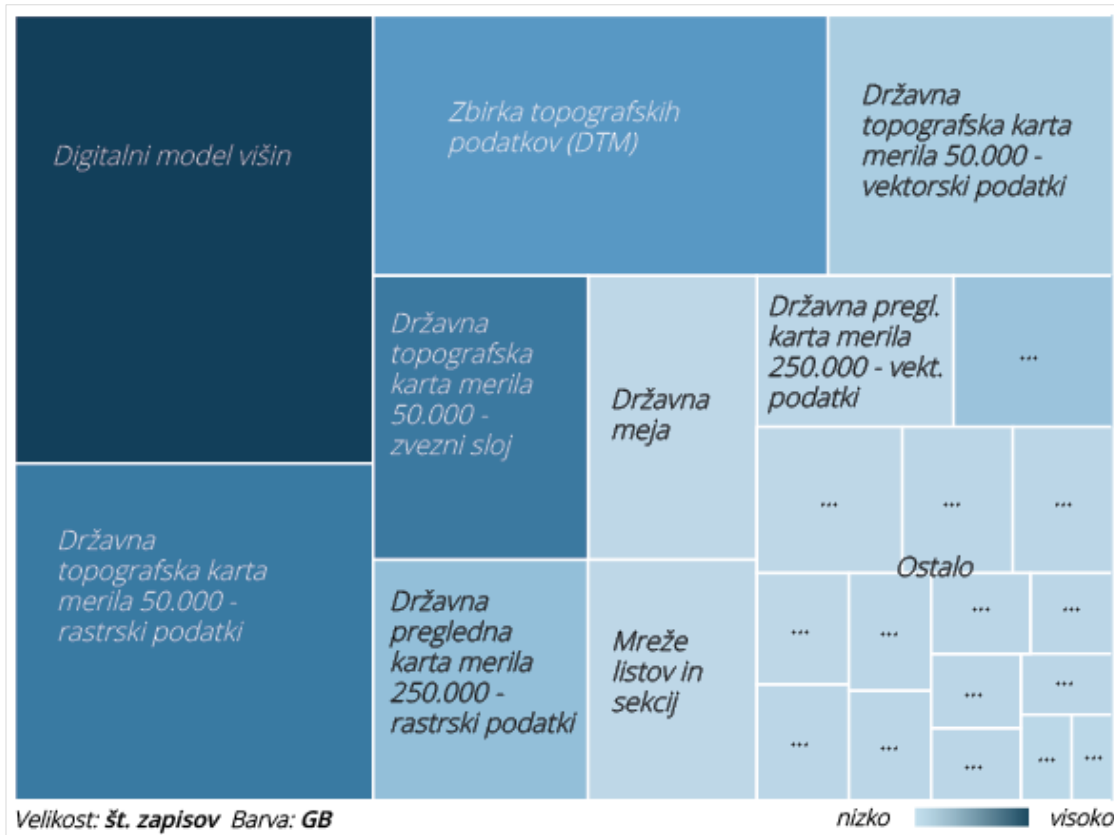 Digitalni model višin
Zbirka topografskih
podatkov (DTM)
Državna
topografska karta
merila 50.000 -
vektorski podatki
Državna
topografska karta
merila 50.000 -
zvezni sloj
Državna
meja
Državna pregl.
karta merila
250.000 - vekt.
podatki
...
...
...
...
Državna
topografska karta
merila 50.000 -
rastrski podatki
Državna
pregledna
karta merila
250.000 -
rastrski podatki
Mreže
listov in
sekcij
Ostalo
...
...
...
...
...
...
...
...
...
...
...
Velikost: št. zapisov Barva: GB
nizko
visoko